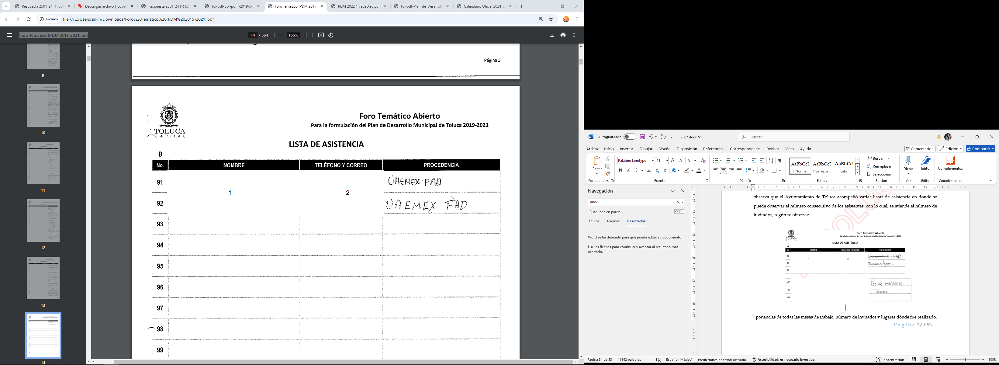 Respuesta 2501_24 (1).pd
Descargar archivo | iLoveP
Respuesta 2501_24 (1) (2)
Tol-pdf-upl-pdm-2019-20
Foro Tematico (PDM 2019
PDM 2022 1_redacted.pdf
tol-pdf-Plan_de_Desarroll
Calendario Oficial 2024_w
Archivo
file:///C:/Users/arkin/Downloads/Foro%20Tematico%20(PDM%202019-2021).pdf
Foro Tematico (PDM 2019-2021).pdf
14 / 364
156%
9
10
11
12
13
14
Página 5
TOLUCA
CAPITAL
Foro Temático Abierto
Para la formulación del Plan de Desarrollo Municipal de Toluca 2019-2021
LISTA DE ASISTENCIA
B
No. NOMBRE TELÉFONO Y CORREO PROCEDENCIA
91 UAEMEX FAD
1 2
92 UAEMEX FAD
93
94
95
96
97
98
99
Autoguardado
7387.docx
Buscar
Archivo Inicio Insertar Dibujar Diseño Disposición Referencias Correspondencia Revisar Vista Ayuda
Comentarios Edición Compartir
Pegar
Portapapeles
Palatino Linotype 11
Fuente
Párrafo
AaBbCcI AaBbCcI AaBbCc
¶ Normal ¶ Sin espa... Título 1
Estilos
Buscar
Reemplazar
Seleccionar
Edición
Dictar
Voz
Editor
Editor
Complementos
Complementos
Navegación
anex
Búsqueda en pausa
Títulos Páginas Resultados
Word se ha detenido para que pueda editar su documento.
Use las flechas para continuar y avanzar al resultado más
acertado.
observa que el Ayuntamiento de Toluca acompañó varias listas de asistencia en donde se
puede observar el número consecutivo de los asistentes, con lo cual, se atiende el número de
invitados, según se observa:
TOLUCA
CAPITAL
Foro Temático Abierto
Para la formulación del Plan de Desarrollo Municipal de Toluca 2019-2021
LISTA DE ASISTENCIA
A
No. NOMBRE TELÉFONO Y CORREO PROCEDENCIA
73 FAD
1 2
74 Zinacantepec
75
47 Tec de Monterrey
48 Toluca
49
, ponencias de todas las mesas de trabajo, número de invitados y lugares dónde fue realizado.
Página 32 | 53
Página 34 de 53 11142 palabras Español (México) Predicciones de texto: activado Accesibilidad: es necesario investigar Concentración 100%